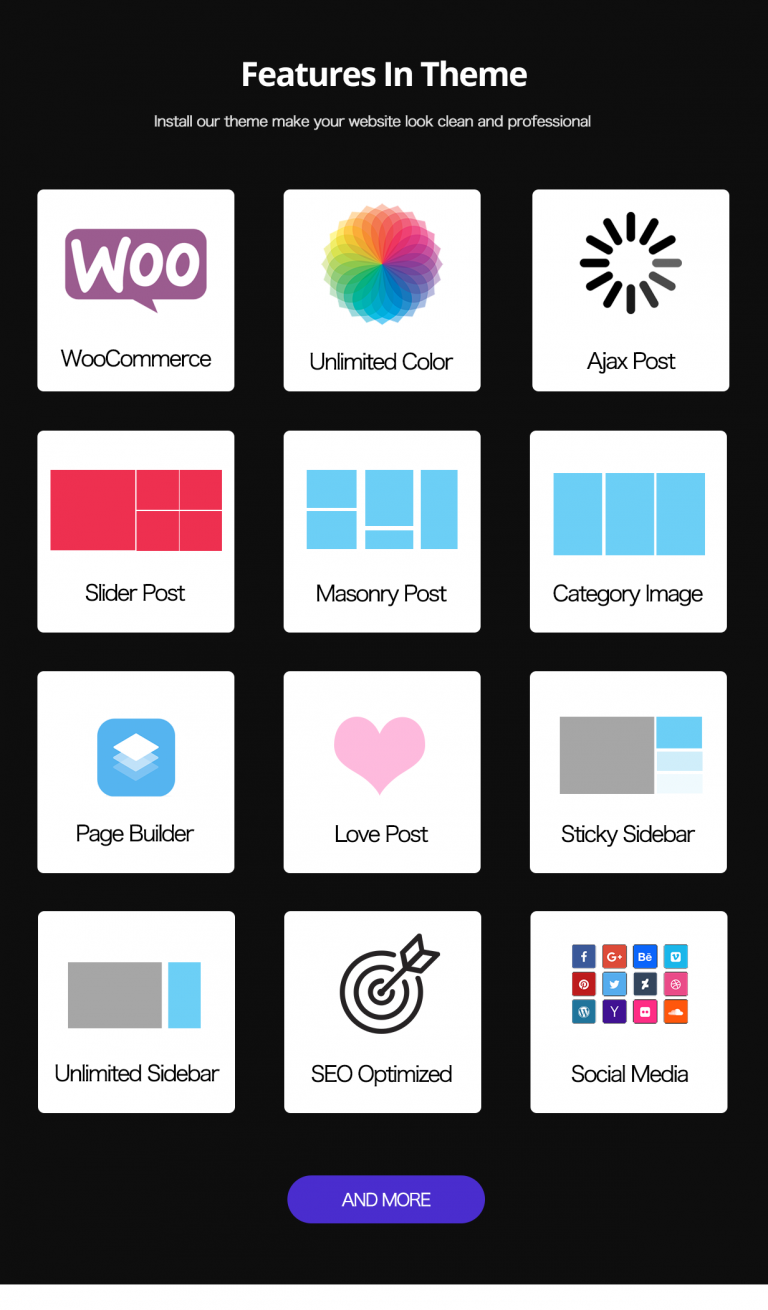 Features In Theme
Install our theme make your website look clean and professional
Woo
WooCommerce
Unlimited Color
Ajax Post
Slider Post
Masonry Post
Category Image
Page Builder
Love Post
Sticky Sidebar
Unlimited Sidebar
SEO Optimized
f G+ Bē V
Y
Social Media
AND MORE